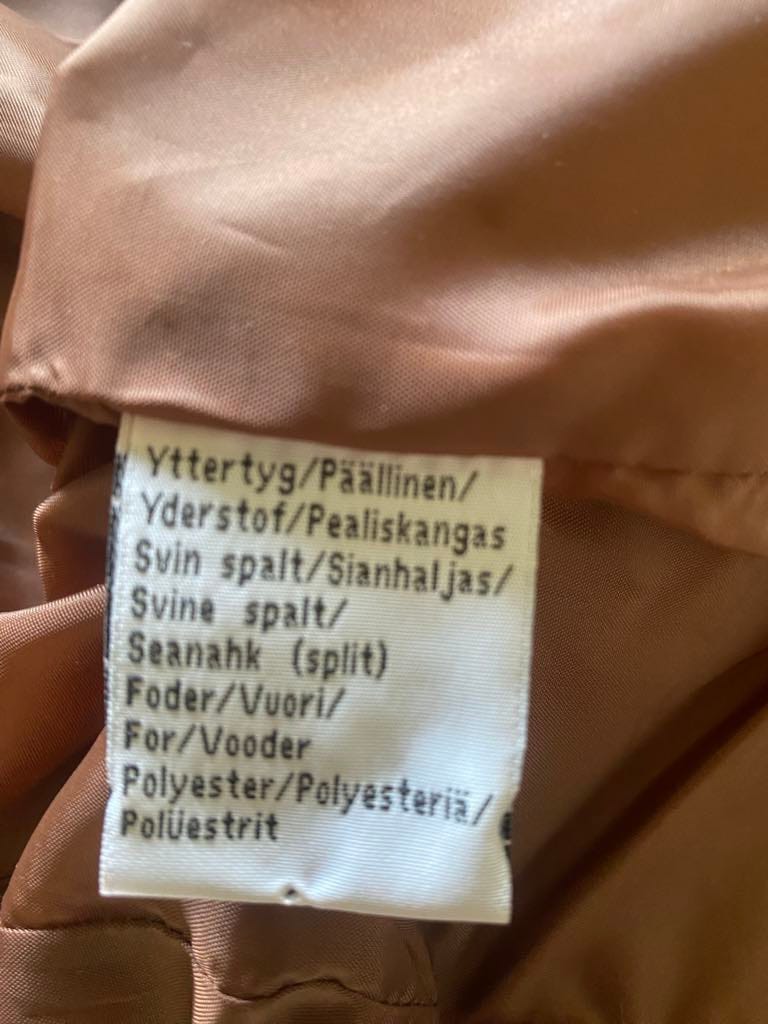 Yttertyg/Päällinen/
Yderstof/Pealiskangas
Svin spalt/Sianhaljas/
Svine spalt/
Seanahk (split)
Foder/Vuori/
For/Vooder
Polyester/Polyesteriä/
Polüestrit